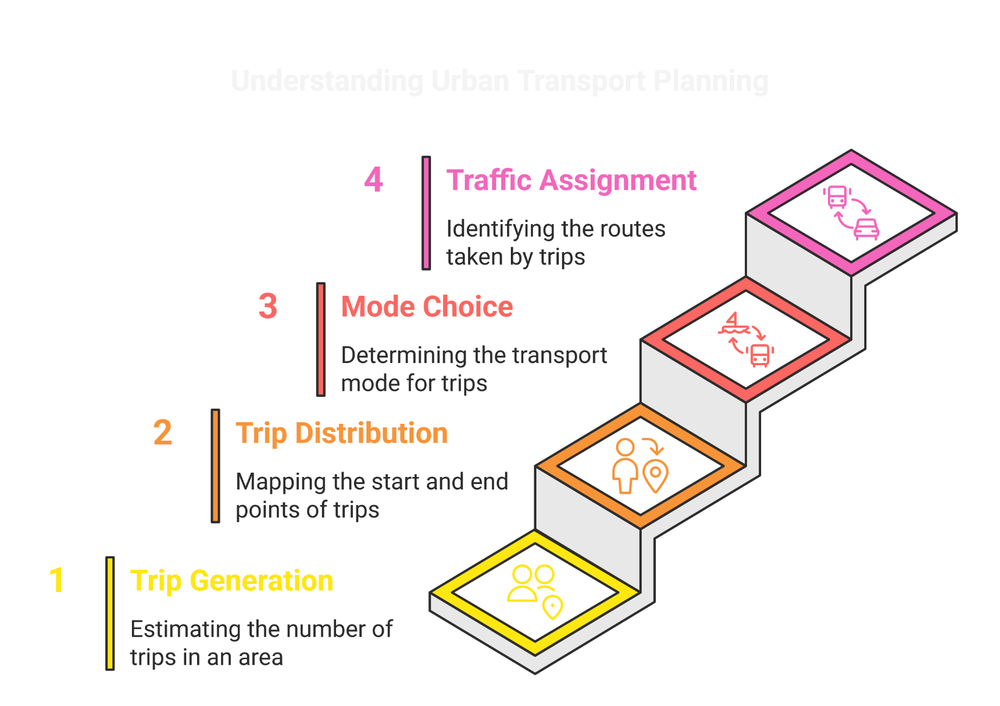 Understanding Urban Transport Planning
4
Traffic Assignment
Identifying the routes
taken by trips
3
Mode Choice
Determining the transport
mode for trips
2
Trip Distribution
Mapping the start and end
points of trips
1
Trip Generation
Estimating the number of
trips in an area